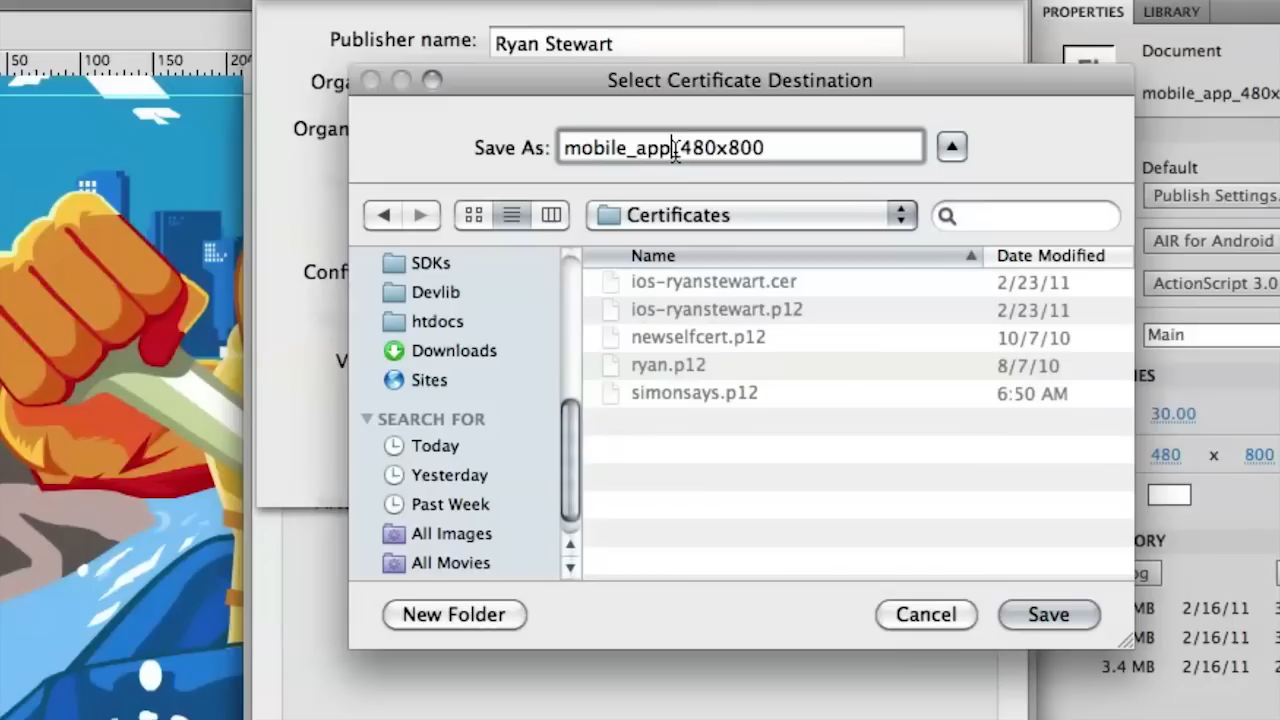 PROPERTIES LIBRARY
Publisher name: Ryan Stewart
Document
50 100 150
Orga
Select Certificate Destination
mobile_app_480x
Organ
Save As: mobile_app_480x800
Default
Publish Settings.
Certificates
AIR for Android
Name Date Modified
SDKs
Conf
ios-ryanstewart.cer 2/23/11
ActionScript 3.0
Devlib
ios-ryanstewart.p12 2/23/11
htdocs
newselfcert.p12 10/7/10
Main
Downloads
V
ryan.p12 8/7/10
IES
Sites
simonsays.p12 6:50 AM
30.00
SEARCH FOR
Today
480 x 800
Yesterday
Past Week
All Images
ORY
All Movies
og
New Folder Cancel Save
MB 2/16/11
MB 2/16/11
3.4 MB 2/16/11